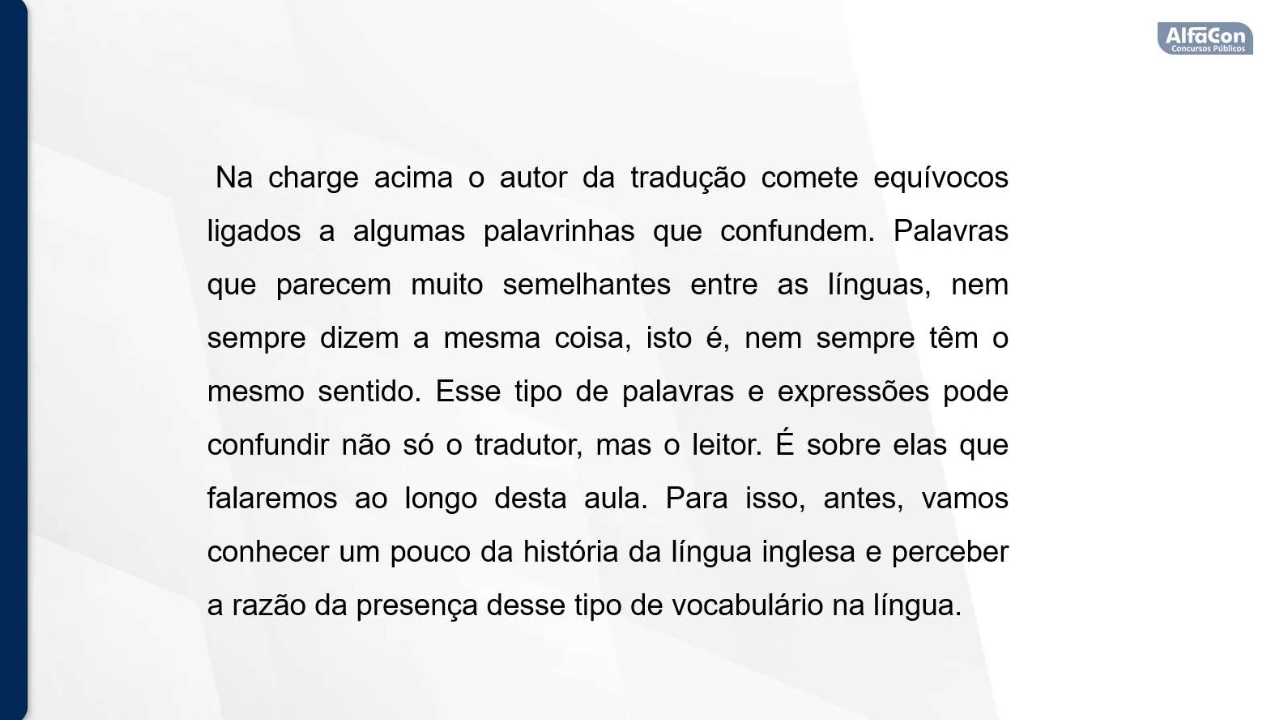 AlfaCon
Concursos Públicos
Na charge acima o autor da tradução comete equívocos
ligados a algumas palavrinhas que confundem. Palavras
que parecem muito semelhantes entre as línguas, nem
sempre dizem a mesma coisa, isto é, nem sempre têm o
mesmo sentido. Esse tipo de palavras e expressões pode
confundir não só o tradutor, mas o leitor. É sobre elas que
falaremos ao longo desta aula. Para isso, antes, vamos
conhecer um pouco da história da língua inglesa e perceber
a razão da presença desse tipo de vocabulário na língua.